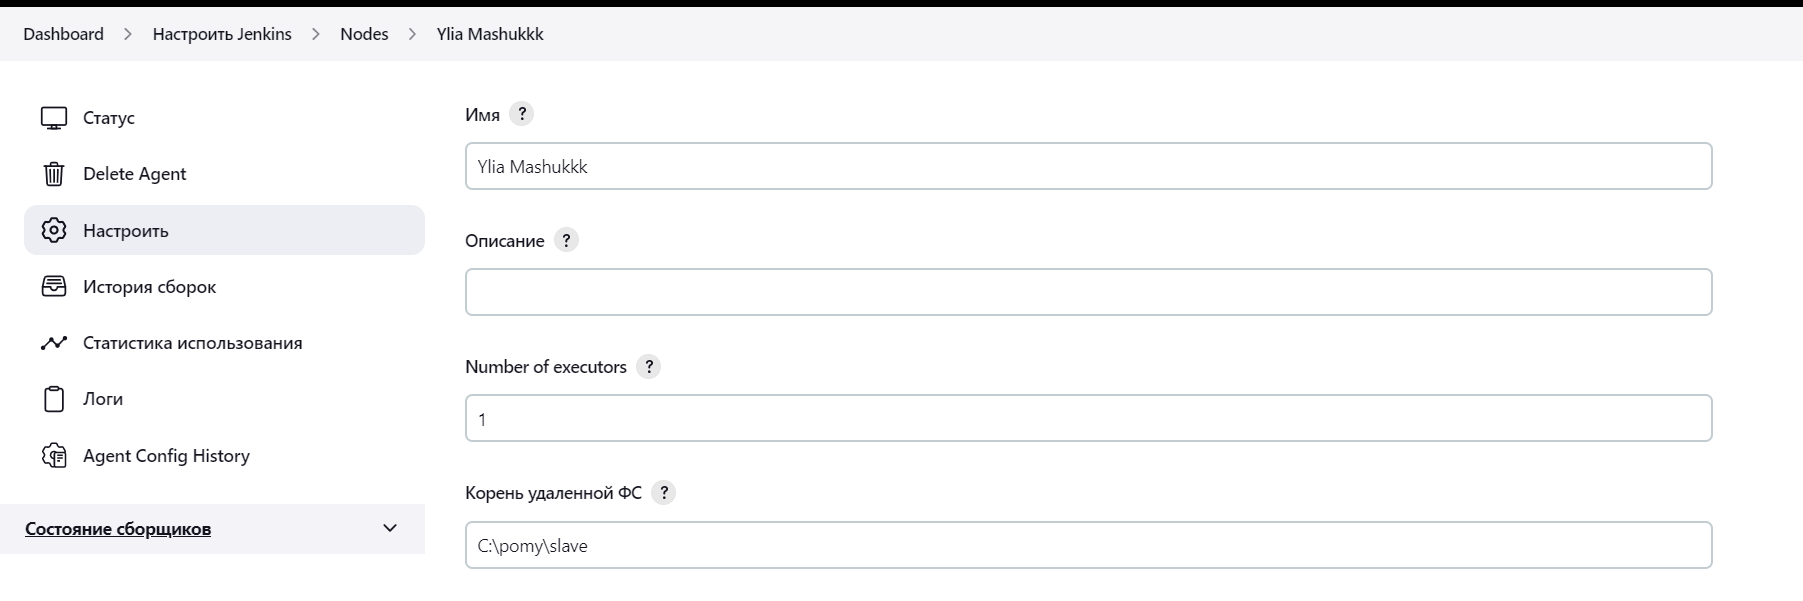 Dashboard > Настроить Jenkins > Nodes > Ylia Mashukkk
Статус
Delete Agent
Настроить
История сборок
Статистика использования
Логи
Agent Config History
Состояние сборщиков
Имя ?
Ylia Mashukkk
Описание ?
Number of executors ?
1
Корень удаленной ФС ?
C:\pomy\slave